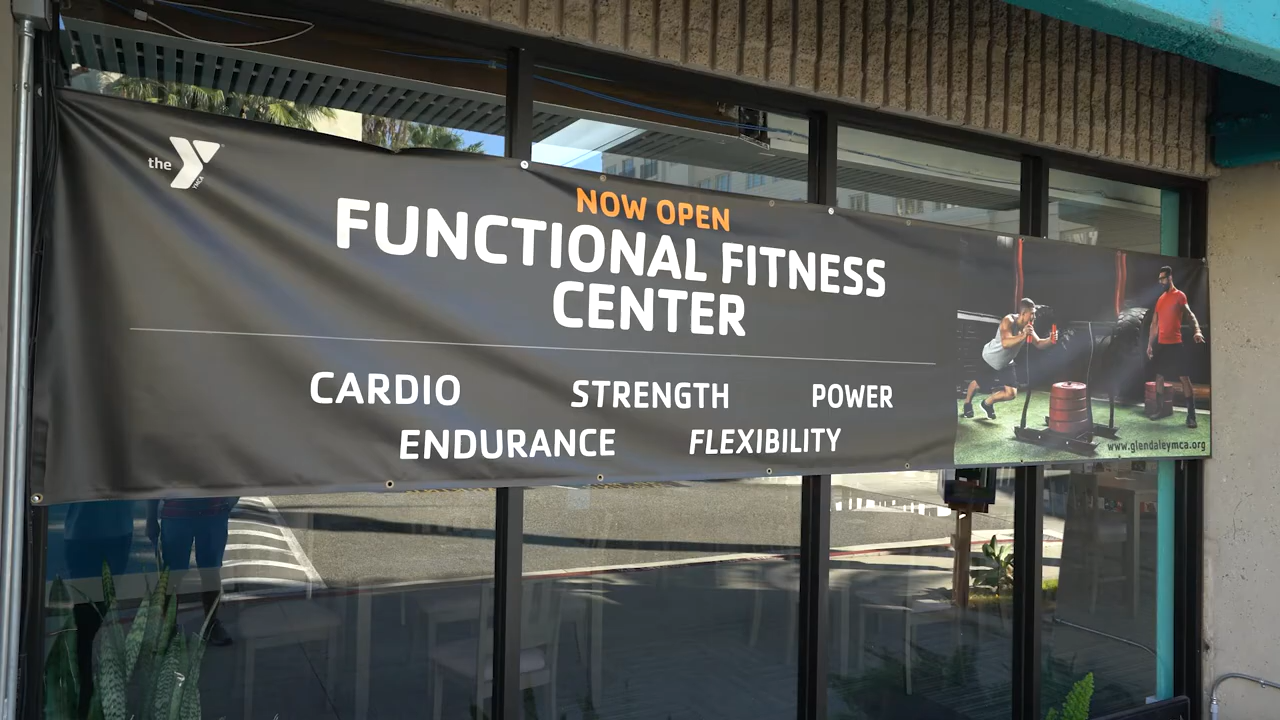 the
YMCA
NOW OPEN
FUNCTIONAL FITNESS
CENTER
CARDIO STRENGTH POWER
ENDURANCE FLEXIBILITY
www.glendaleymca.org